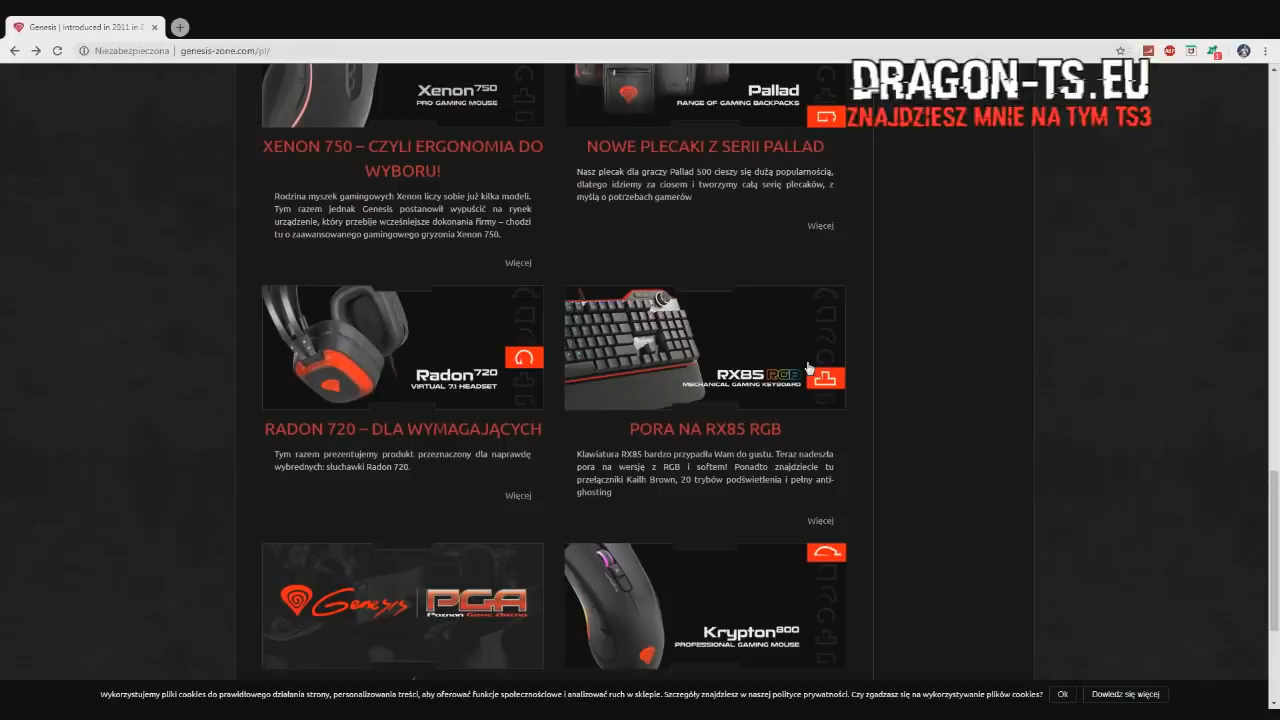 Genesis | introduced in 2011 in E
Niezabezpieczona genesis-zone.com/pl/
DRAGON-TS.EU
ZNAJDZIESZ MNIE NA TYM TS3
Xenon750
PRO GAMING MOUSE
Pallad
RANGE OF GAMING BACKPACKS
XENON 750 – CZYLI ERGONOMIA DO
WYBORU!
Rodzina myszek gamingowych Xenon liczy sobie już kilka modeli.
Tym razem jednak Genesis postanowił wypuścić na rynek
urządzenie, który przebije wcześniejsze dokonania firmy – chodzi
tu o zaawansowanego gamingowego gryzonia Xenon 750.
Więcej
NOWE PLECAKI Z SERII PALLAD
Nasz plecak dla graczy Pallad 500 cieszy się dużą popularnością,
dlatego idziemy za ciosem i tworzymy całą serię plecaków, z
myślą o potrzebach gamerów
Więcej
Radon720
VIRTUAL 7.1 HEADSET
RX85 RGB
MECHANICAL GAMING KEYBOARD
RADON 720 – DLA WYMAGAJĄCYCH
Tym razem prezentujemy produkt przeznaczony dla naprawdę
wybrednych: słuchawki Radon 720.
Więcej
PORA NA RX85 RGB
Klawiatura RX85 bardzo przypadła Wam do gustu. Teraz nadeszła
pora na wersję z RGB i softem! Ponadto znajdziecie tu
przełączniki Kailh Brown, 20 trybów podświetlenia i pełny anti-
ghosting
Więcej
Genesis PGA
Poznan Game Arena
Krypton800
PROFESSIONAL GAMING MOUSE
Wykorzystujemy pliki cookies do prawidłowego działania strony, personalizowania treści, aby oferować funkcje społecznościowe i analizować ruch w sklepie. Szczegóły znajdziesz w naszej polityce prywatności. Czy zgadzasz się na wykorzystywanie plików cookies? Ok Dowiedz się więcej